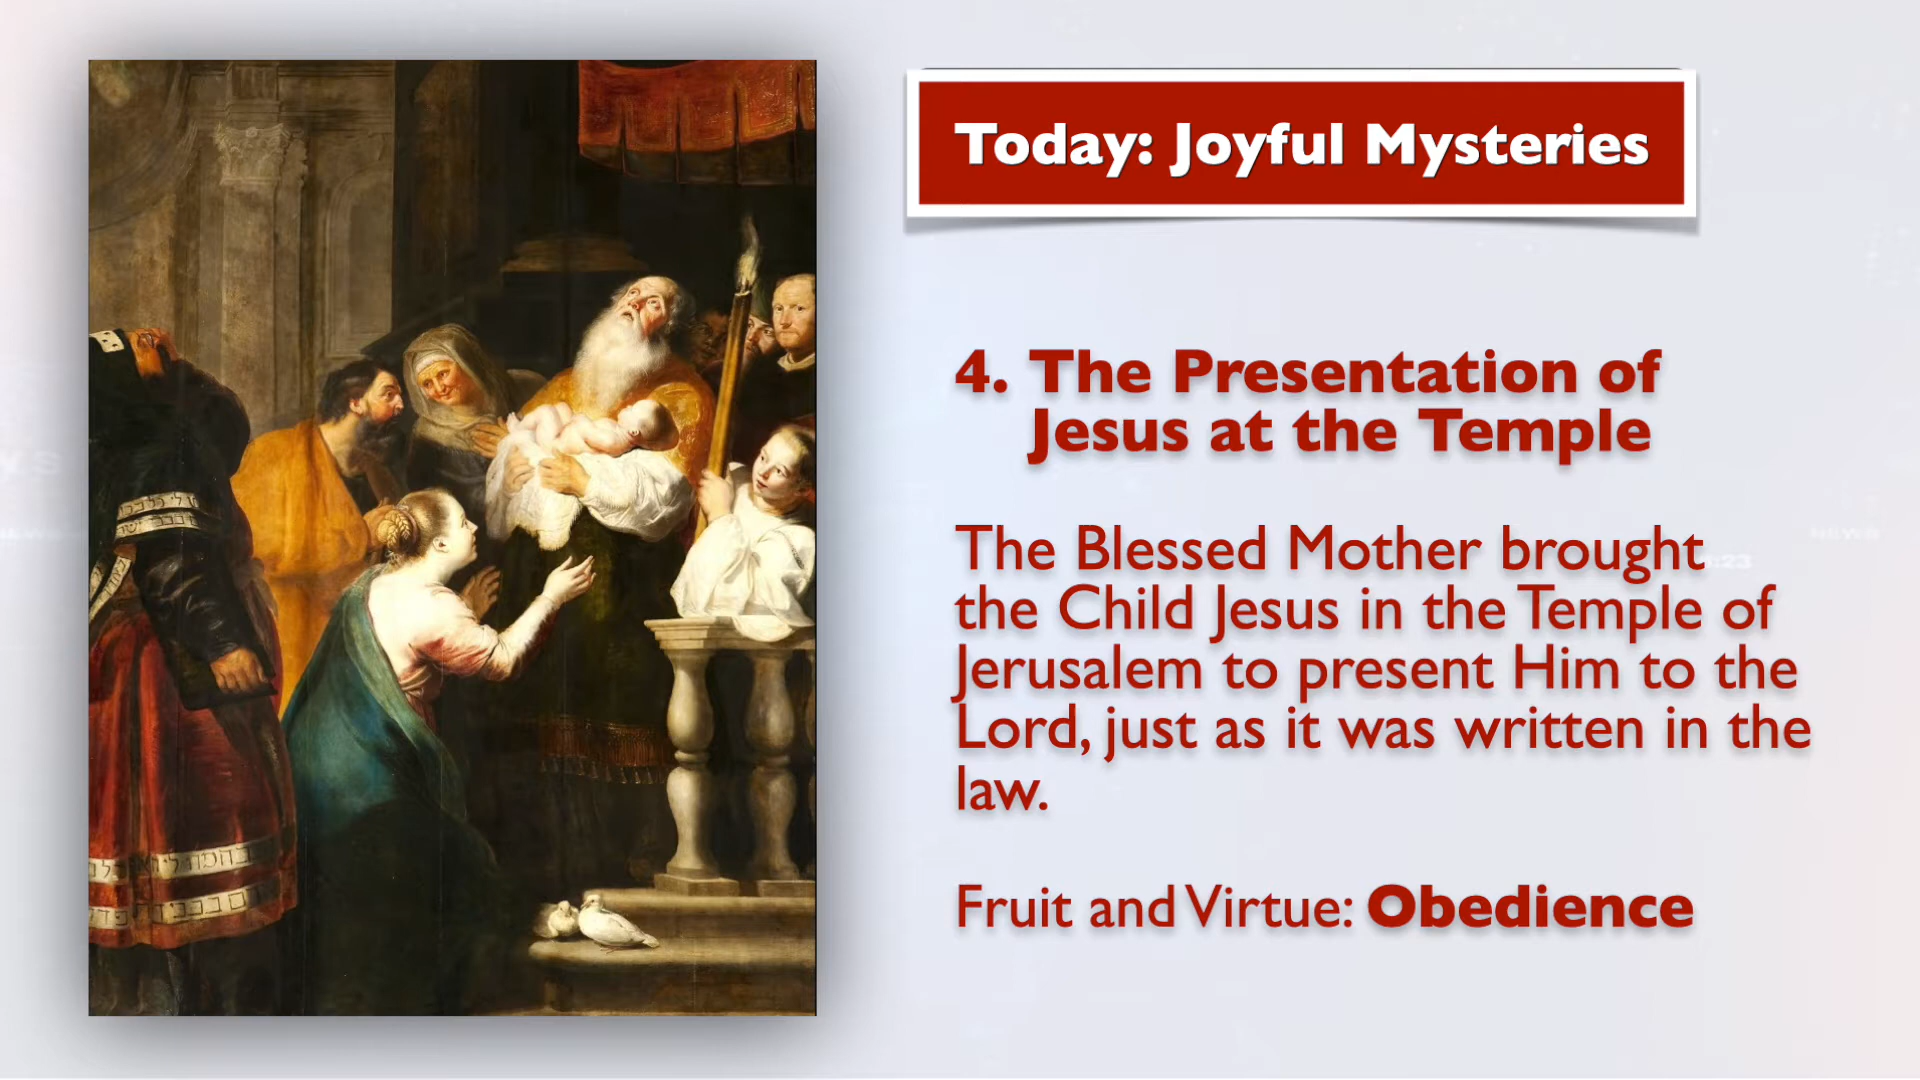 Today: Joyful Mysteries
4. The Presentation of
Jesus at the Temple
The Blessed Mother brought
the Child Jesus in the Temple of
Jerusalem to present Him to the
Lord, just as it was written in the
law.
Fruit and Virtue: Obedience
NEWS